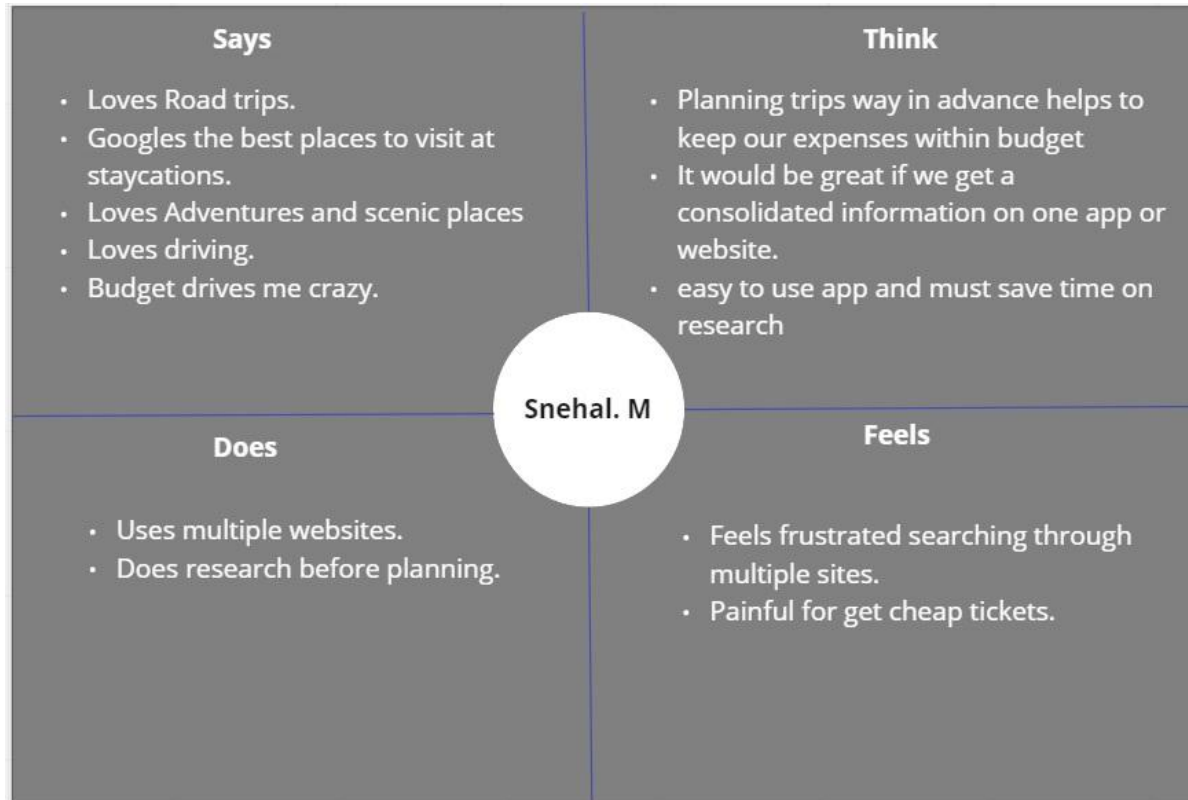 Says
• Loves Road trips.
• Googles the best places to visit at
staycations.
• Loves Adventures and scenic places
• Loves driving.
• Budget drives me crazy.
Think
• Planning trips way in advance helps to
keep our expenses within budget
• It would be great if we get a
consolidated information on one app or
website.
• easy to use app and must save time on
research
Snehal. M
Does
• Uses multiple websites.
• Does research before planning.
Feels
• Feels frustrated searching through
multiple sites.
• Painful for get cheap tickets.